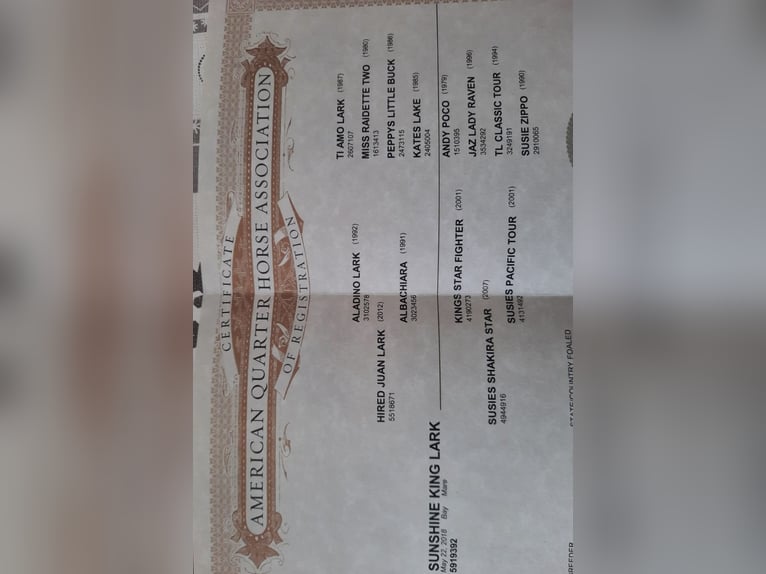 CERTIFICATE
AMERICAN QUARTER HORSE ASSOCIATION
OF REGISTRATION
TI AMO LARK (1987)
2607107
ALADINO LARK (1992)
3102578
MISS RAIDETTE TWO (1980)
1613413
HIRED JUAN LARK (2012)
5518671
PEPPYS LITTLE BUCK (1986)
2473115
ALBACHIARA (1991)
3023456
KATES LAKE (1985)
2405004
SUNSHINE KING LARK
May 22, 2018 Bay Mare
5919392
ANDY POCO (1979)
1510395
KINGS STAR FIGHTER (2001)
4190273
JAZ LADY RAVEN (1996)
3534292
SUSIES SHAKIRA STAR (2007)
4944916
TL CLASSIC TOUR (1994)
3249191
SUSIES PACIFIC TOUR (2001)
4131492
SUSIE ZIPPO (1990)
2910065
STATE/COUNTRY FOALED
BREEDER